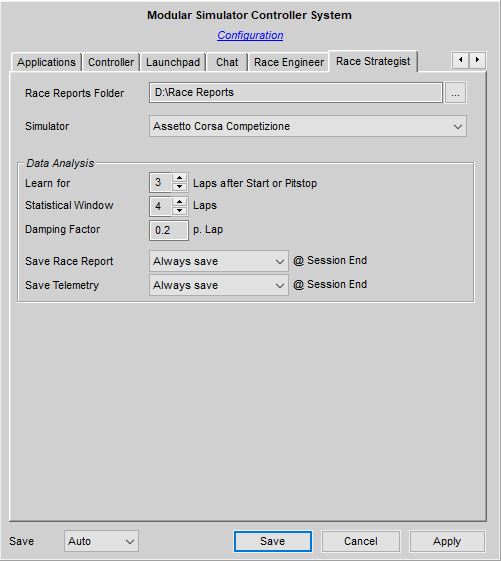 Modular Simulator Controller System
Configuration
Applications Controller Launchpad Chat Race Engineer Race Strategist
Race Reports Folder D:\Race Reports ...
Simulator Assetto Corsa Competizione
Data Analysis
Learn for 3 Laps after Start or Pitstop
Statistical Window 4 Laps
Damping Factor 0.2 p. Lap
Save Race Report Always save @ Session End
Save Telemetry Always save @ Session End
Save Auto Save Cancel Apply